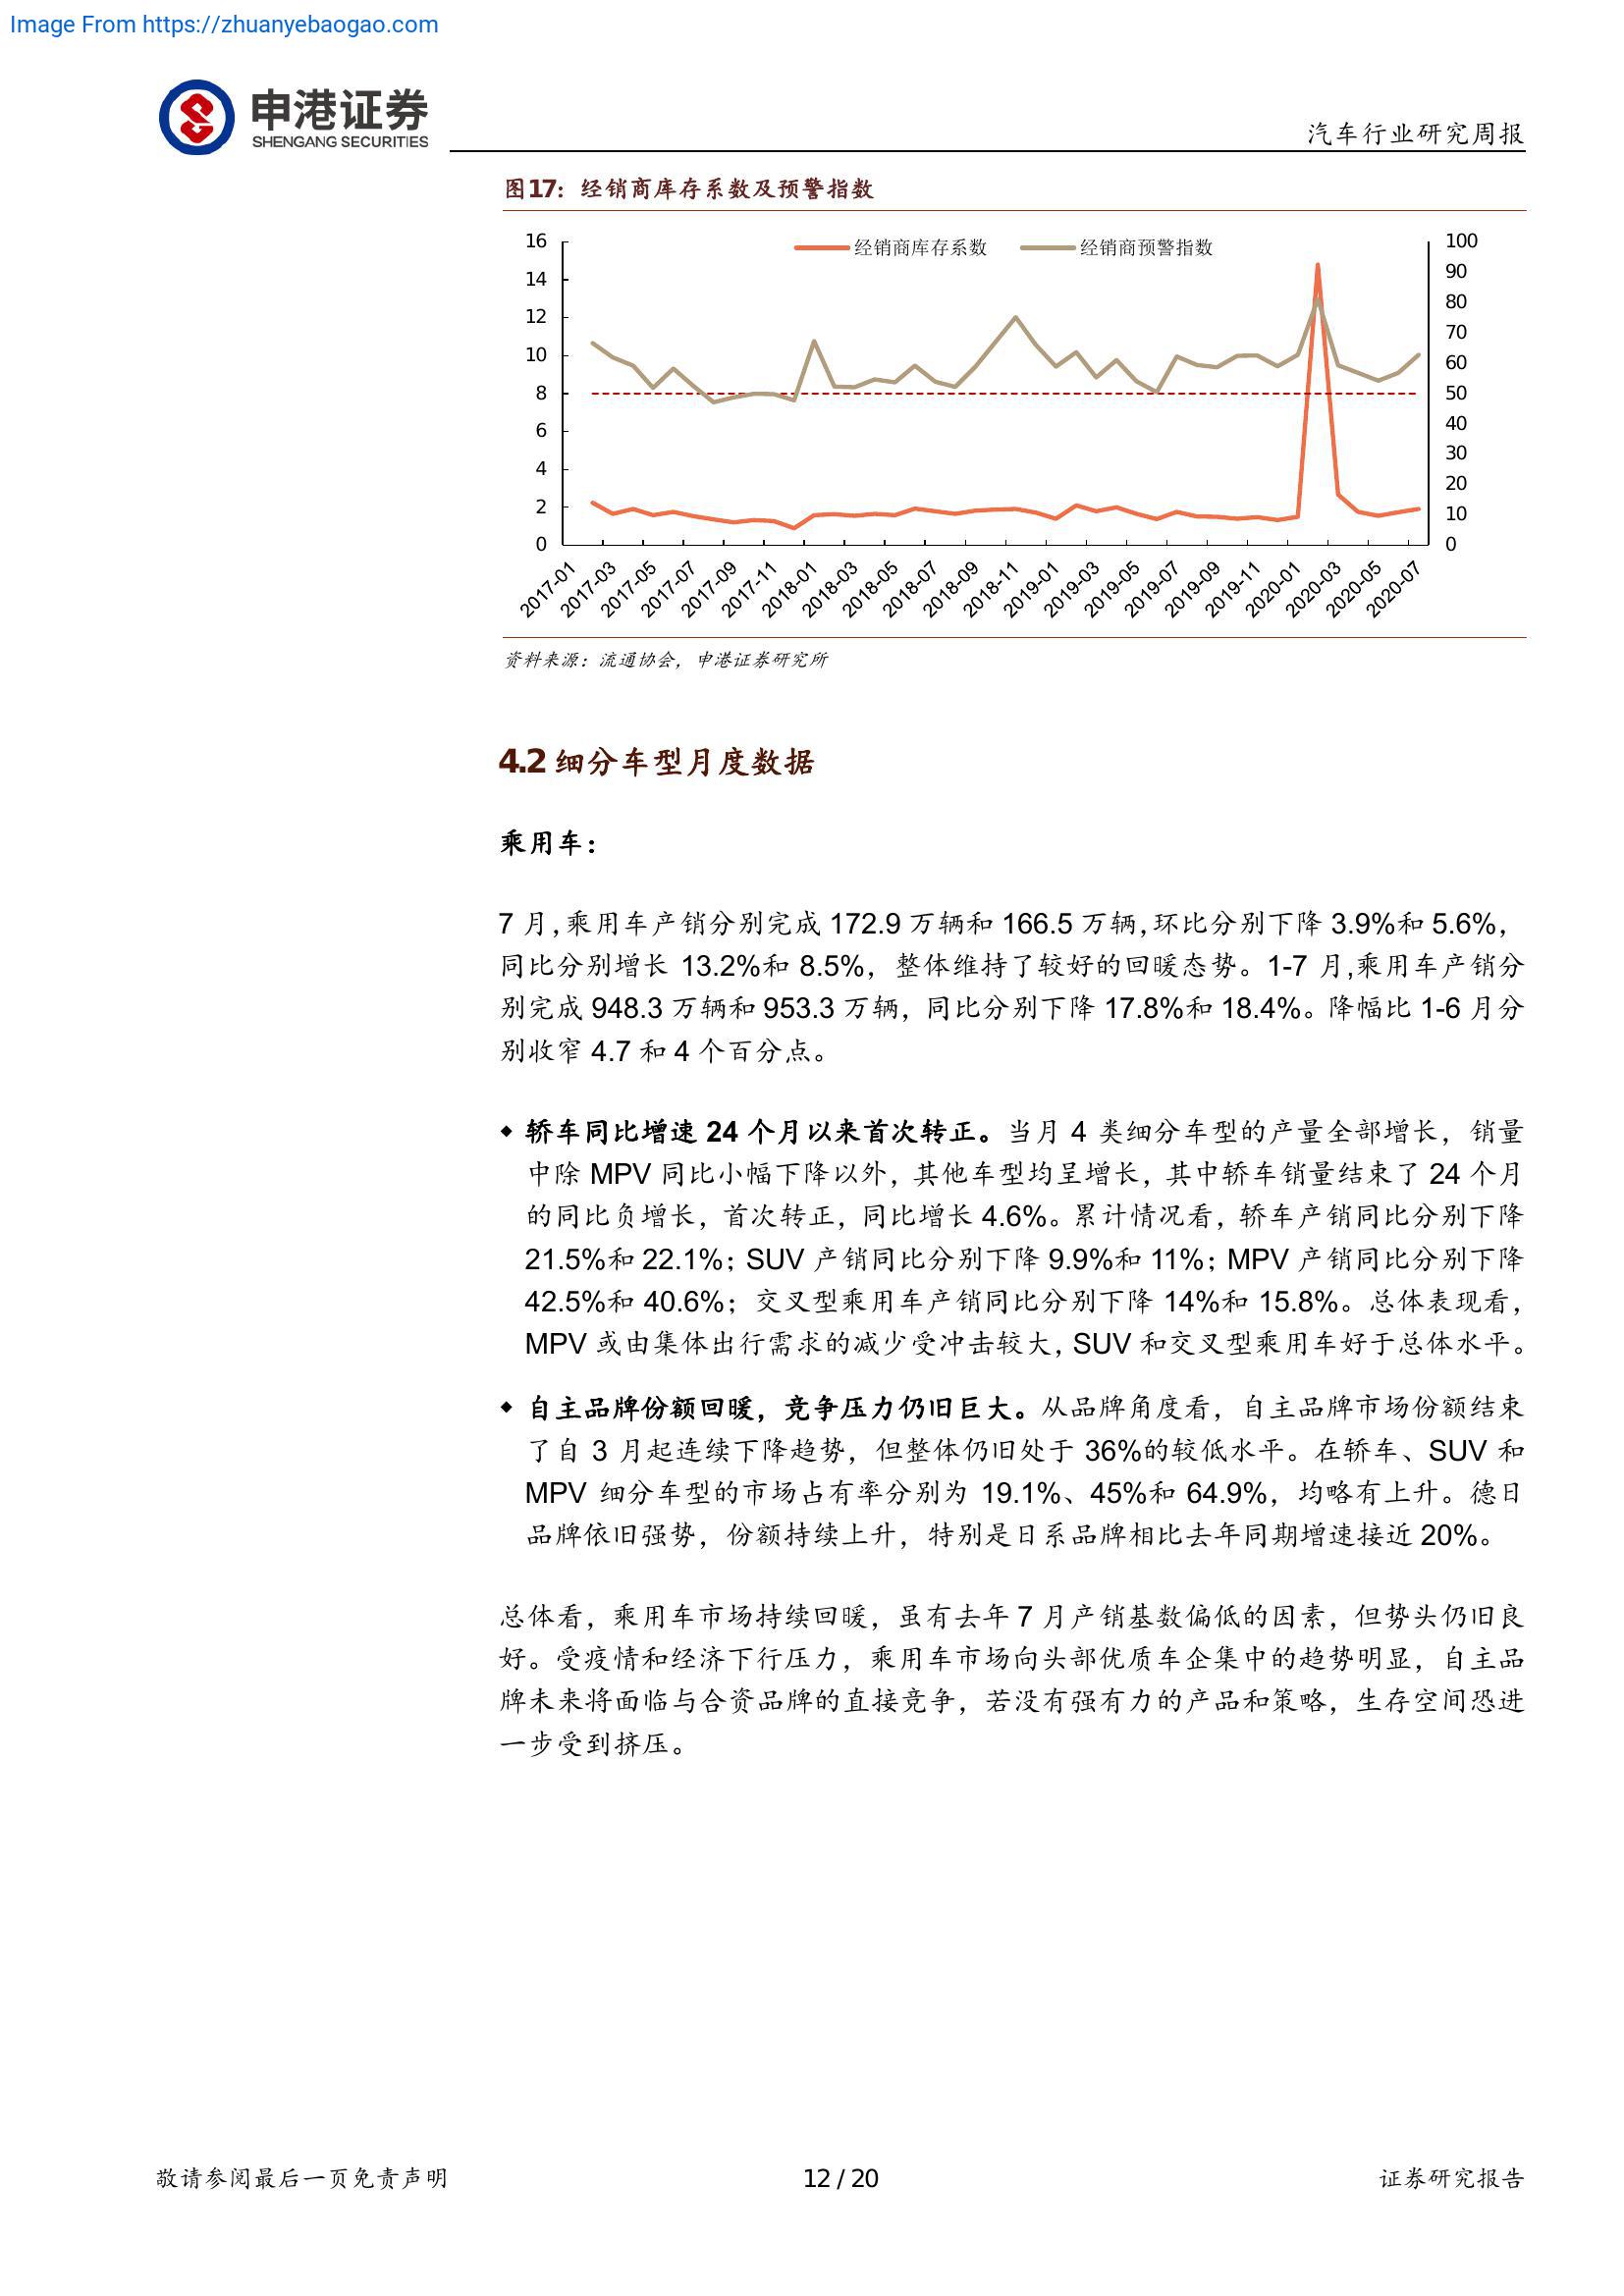 Image From https://zhuanyebaogao.com
申港证券
SHENGANG SECURITIES
汽车行业研究周报
图17：经销商库存系数及预警指数
经销商库存系数 经销商预警指数
16
14
12
10
8
6
4
2
0
100
90
80
70
60
50
40
30
20
10
0
2017-01 2017-03 2017-05 2017-07 2017-09 2017-11 2018-01 2018-03 2018-05 2018-07 2018-09 2018-11 2019-01 2019-03 2019-05 2019-07 2019-09 2019-11 2020-01 2020-03 2020-05 2020-07
资料来源：流通协会，申港证券研究所
4.2 细分车型月度数据
乘用车：
7 月,乘用车产销分别完成 172.9 万辆和 166.5 万辆,环比分别下降 3.9%和 5.6%，
同比分别增长 13.2%和 8.5%，整体维持了较好的回暖态势。1-7 月,乘用车产销分
别完成 948.3 万辆和 953.3 万辆，同比分别下降 17.8%和 18.4%。降幅比 1-6 月分
别收窄 4.7 和 4 个百分点。
◆ 轿车同比增速 24 个月以来首次转正。当月 4 类细分车型的产量全部增长，销量
中除 MPV 同比小幅下降以外，其他车型均呈增长，其中轿车销量结束了 24 个月
的同比负增长，首次转正，同比增长 4.6%。累计情况看，轿车产销同比分别下降
21.5%和 22.1%；SUV 产销同比分别下降 9.9%和 11%；MPV 产销同比分别下降
42.5%和 40.6%；交叉型乘用车产销同比分别下降 14%和 15.8%。总体表现看，
MPV 或由集体出行需求的减少受冲击较大，SUV 和交叉型乘用车好于总体水平。
◆ 自主品牌份额回暖，竞争压力仍旧巨大。从品牌角度看，自主品牌市场份额结束
了自 3 月起连续下降趋势，但整体仍旧处于 36%的较低水平。在轿车、SUV 和
MPV 细分车型的市场占有率分别为 19.1%、45%和 64.9%，均略有上升。德日
品牌依旧强势，份额持续上升，特别是日系品牌相比去年同期增速接近 20%。
总体看，乘用车市场持续回暖，虽有去年 7 月产销基数偏低的因素，但势头仍旧良
好。受疫情和经济下行压力，乘用车市场向头部优质车企集中的趋势明显，自主品
牌未来将面临与合资品牌的直接竞争，若没有强有力的产品和策略，生存空间恐进
一步受到挤压。
敬请参阅最后一页免责声明
12 / 20
证券研究报告